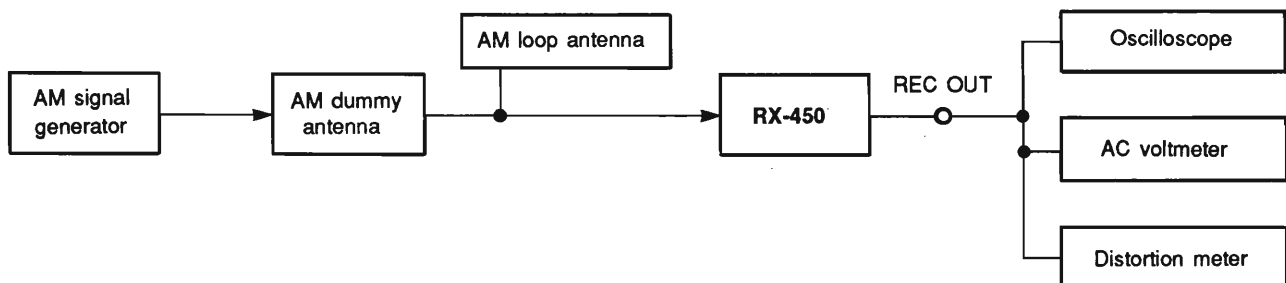 AM signal
generator
AM dummy
antenna
AM loop antenna
RX-450
REC OUT
Oscilloscope
AC voltmeter
Distortion meter